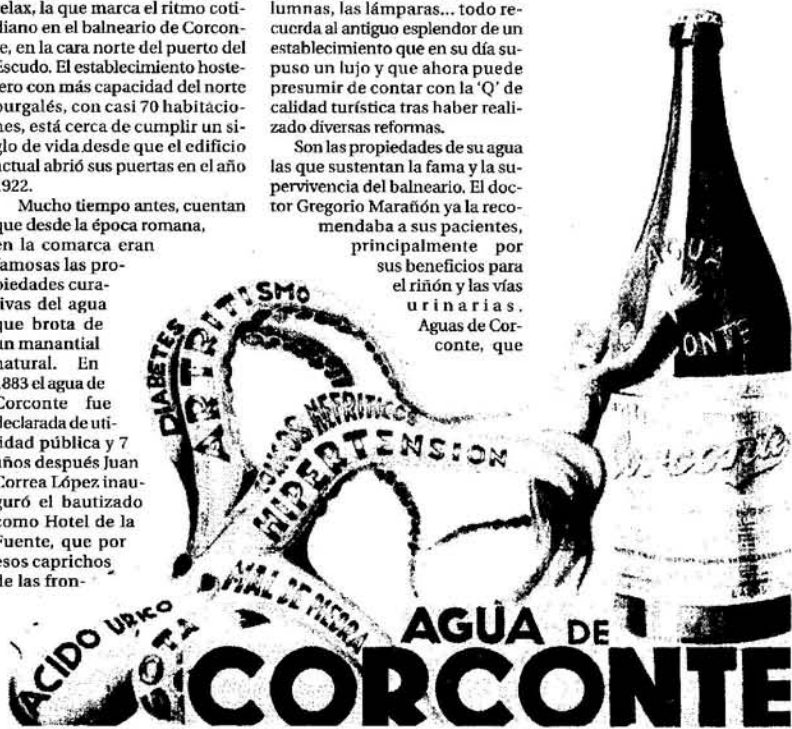 elax, la que marca el ritmo coti-
diano en el balneario de Corcon-
te, en la cara norte del puerto del
Escudo. El establecimiento hoste-
lero con más capacidad del norte
burgalés, con casi 70 habitacio-
nes, está cerca de cumplir un si-
glo de vida desde que el edificio
actual abrió sus puertas en el año
1922.
Mucho tiempo antes, cuentan
que desde la época romana,
en la comarca eran
famosas las pro-
piedades cura-
tivas del agua
que brota de
un manantial
natural. En
1883 el agua de
Corconte fue
declarada de uti-
lidad pública y 7
años después Juan
Correa López inau-
guró el bautizado
como Hotel de la
Fuente, que por
esos caprichos
de las fron-
lumnas, las lámparas... todo re-
cuerda al antiguo esplendor de un
establecimiento que en su día su-
puso un lujo y que ahora puede
presumir de contar con la 'Q' de
calidad turística tras haber reali-
zado diversas reformas.
Son las propiedades de su agua
las que sustentan la fama y la su-
pervivencia del balneario. El doc-
tor Gregorio Marañón ya la reco-
mendaba a sus pacientes,
principalmente por
sus beneficios para
el riñón y las vías
urinarias.
Aguas de Cor-
conte, que
DIABETES
ARTRITISMO
NEFRITICOS
HIPERTENSION
MAL DE PIEDRA
ACIDO URICO
GOTA
AGUA
CONTE
Corconte
AGUA DE
CORCONTE